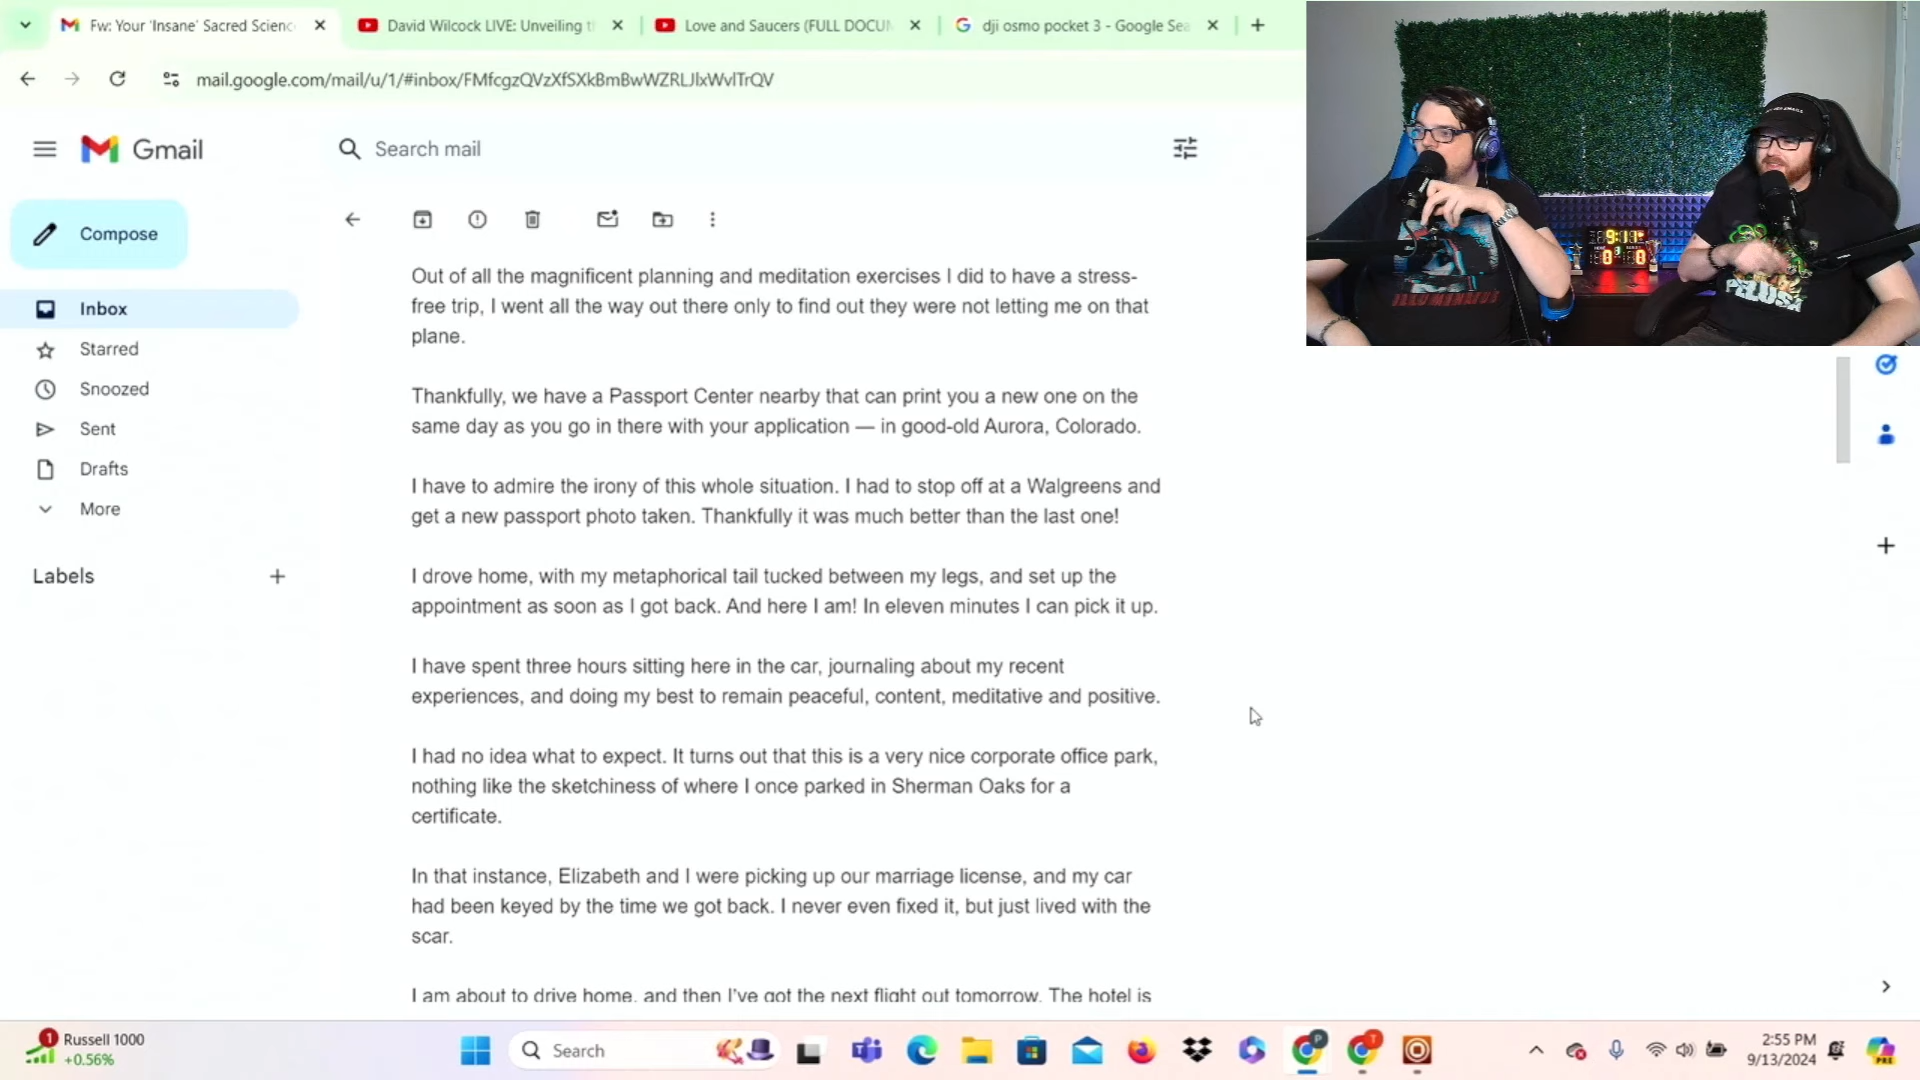 Fw: Your 'Insane' Sacred Scienc
David Wilcock LIVE: Unveiling t
Love and Saucers (FULL DOCUM
dji osmo pocket 3 - Google Sea
mail.google.com/mail/u/1/#inbox/FMfcgzQVzXfSXkBmBwWZRLJlxWvlTrQV
Gmail
Search mail
Compose
Inbox
Starred
Snoozed
Sent
Drafts
More
Labels
Out of all the magnificent planning and meditation exercises I did to have a stress-
free trip, I went all the way out there only to find out they were not letting me on that
plane.
Thankfully, we have a Passport Center nearby that can print you a new one on the
same day as you go in there with your application — in good-old Aurora, Colorado.
I have to admire the irony of this whole situation. I had to stop off at a Walgreens and
get a new passport photo taken. Thankfully it was much better than the last one!
I drove home, with my metaphorical tail tucked between my legs, and set up the
appointment as soon as I got back. And here I am! In eleven minutes I can pick it up.
I have spent three hours sitting here in the car, journaling about my recent
experiences, and doing my best to remain peaceful, content, meditative and positive.
I had no idea what to expect. It turns out that this is a very nice corporate office park,
nothing like the sketchiness of where I once parked in Sherman Oaks for a
certificate.
In that instance, Elizabeth and I were picking up our marriage license, and my car
had been keyed by the time we got back. I never even fixed it, but just lived with the
scar.
I am about to drive home, and then I've got the next flight out tomorrow. The hotel is
9:11
0 0
ILLUMINATUS
PELUSA
1
Russell 1000
+0.56%
Search
P
T
PRE
2:55 PM
9/13/2024